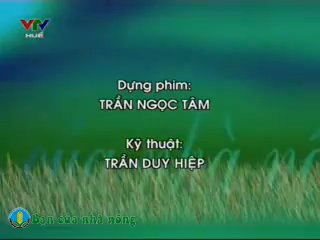 VTV
HUẾ
Dựng phim:
TRẦN NGỌC TÂM
Kỹ thuật:
TRẦN DUY HIỆP
Bạn của nhà nông